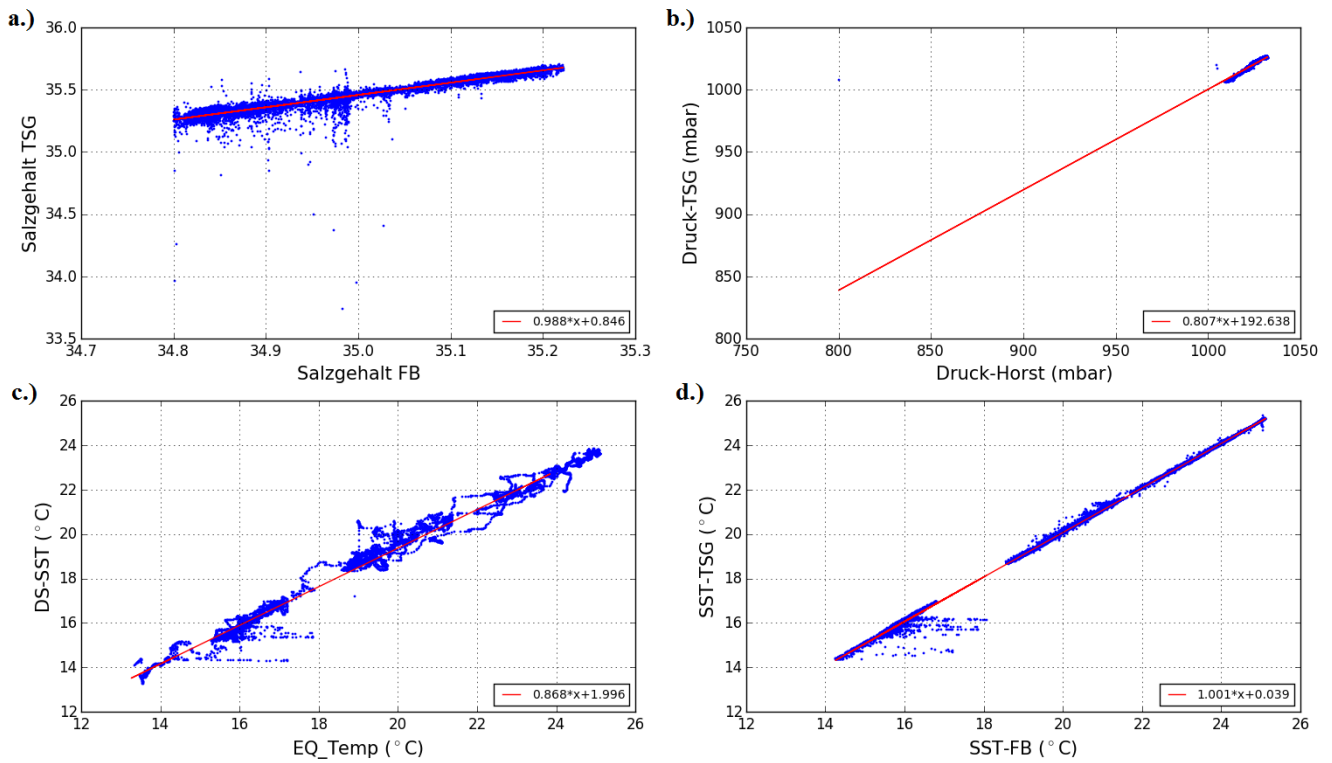 a.)
36.0
35.5
35.0
34.5
34.0
33.5
Salzgehalt TSG
34.7 34.8 34.9 35.0 35.1 35.2 35.3
Salzgehalt FB
0.988*x+0.846
b.)
1050
1000
950
900
850
800
Druck-TSG (mbar)
750 800 850 900 950 1000 1050
Druck-Horst (mbar)
0.807*x+192.638
c.)
26
24
22
20
18
16
14
12
DS-SST (°C)
12 14 16 18 20 22 24 26
EQ_Temp (°C)
0.868*x+1.996
d.)
26
24
22
20
18
16
14
12
SST-TSG (°C)
12 14 16 18 20 22 24 26
SST-FB (°C)
1.001*x+0.039